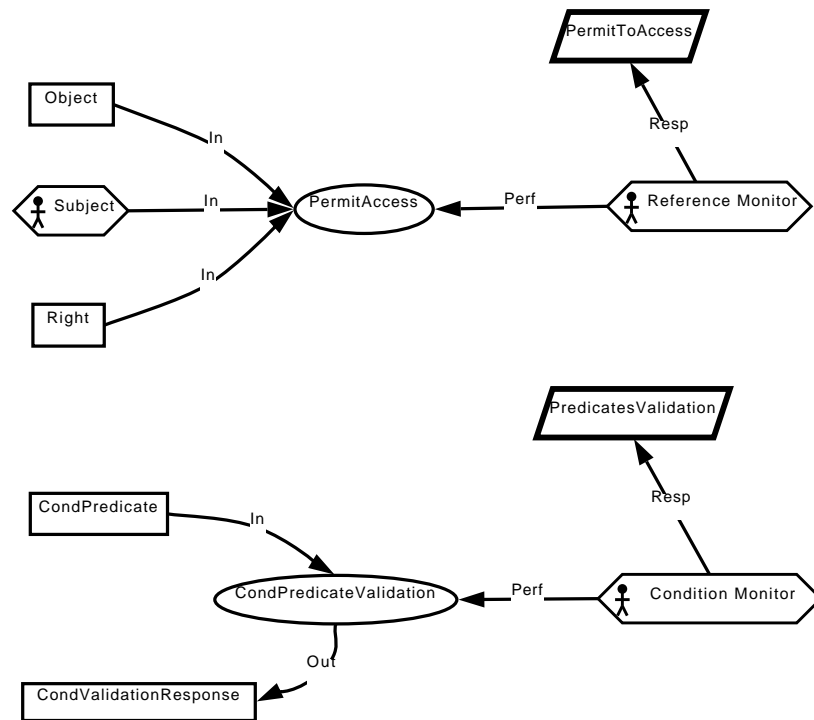 PermitToAccess
Object
In
Resp
Subject
In
PermitAccess
Perf
Reference Monitor
In
Right
PredicatesValidation
CondPredicate
In
Resp
CondPredicateValidation
Perf
Condition Monitor
Out
CondValidationResponse